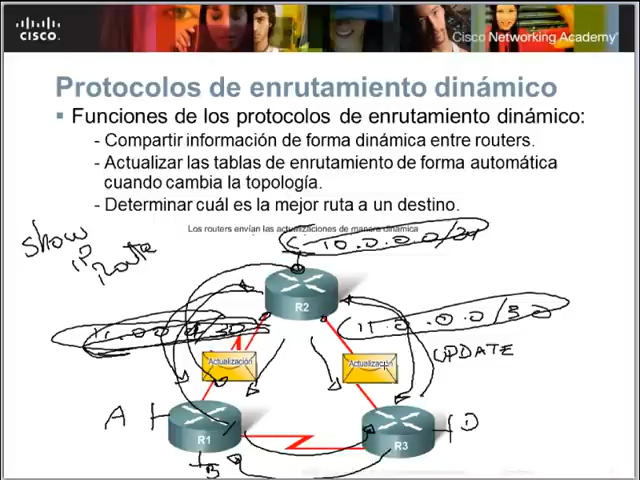 CISCO.
Cisco Networking Academy®
Protocolos de enrutamiento dinámico
▪ Funciones de los protocolos de enrutamiento dinámico:
- Compartir información de forma dinámica entre routers.
- Actualizar las tablas de enrutamiento de forma automática
cuando cambia la topología.
- Determinar cuál es la mejor ruta a un destino.
Los routers envían las actualizaciones de manera dinámica
show
IP
Route
C 10.0.0.0/24
R2
11.0.0.0/30
UPDATE
Actualización
Actualización
A
R1
R3
D
B